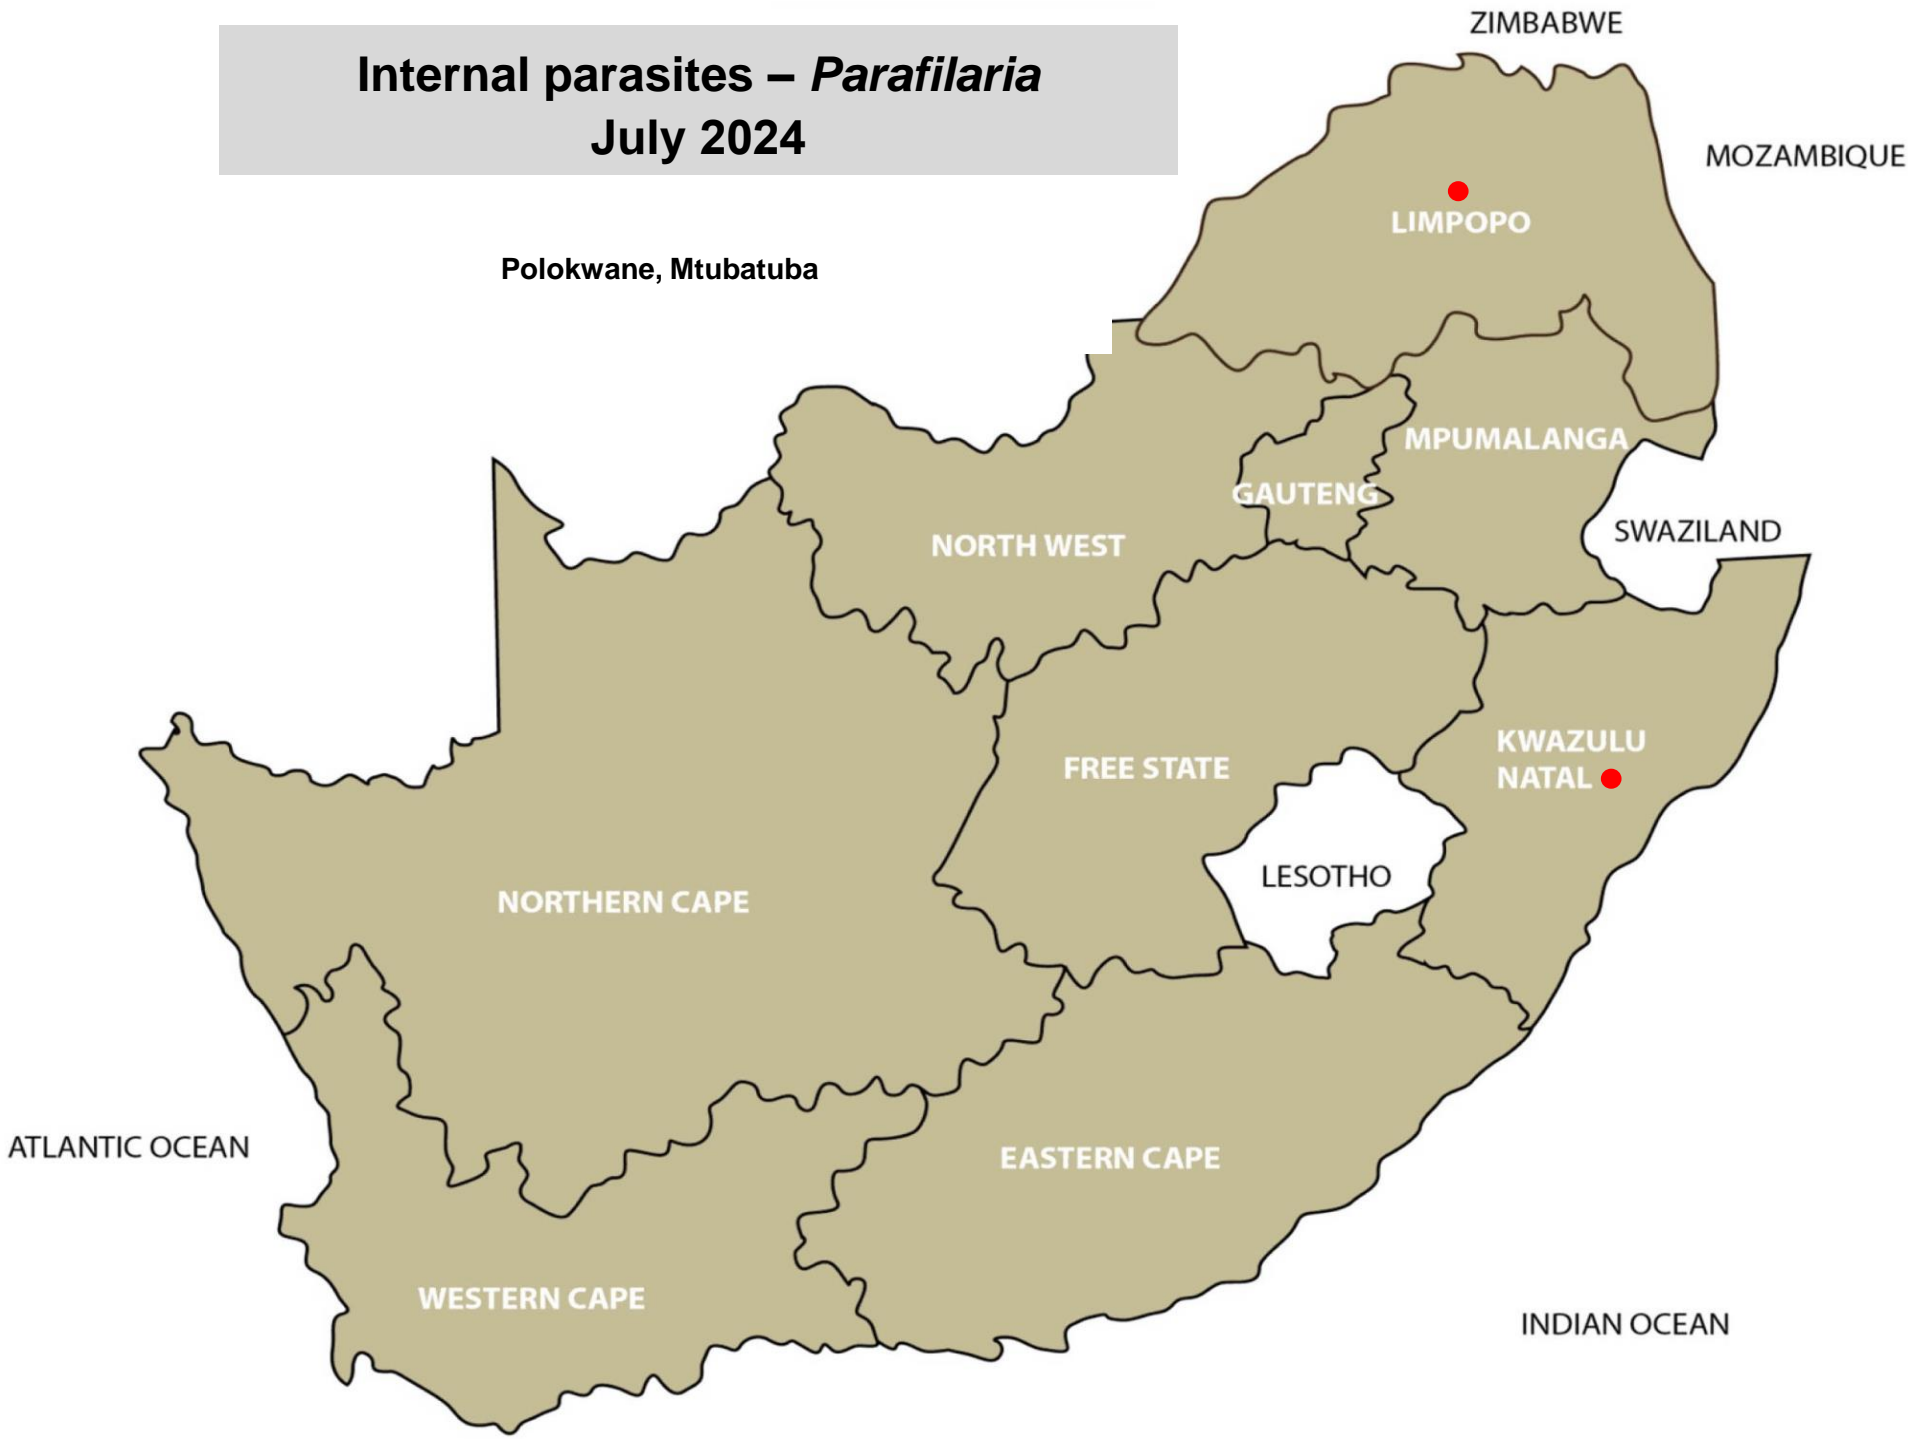 Internal parasites – Parafilaria
July 2024
Polokwane, Mtubatuba
ZIMBABWE
MOZAMBIQUE
LIMPOPO
MPUMALANGA
GAUTENG
SWAZILAND
NORTH WEST
KWAZULU
NATAL
FREE STATE
LESOTHO
NORTHERN CAPE
ATLANTIC OCEAN
EASTERN CAPE
WESTERN CAPE
INDIAN OCEAN